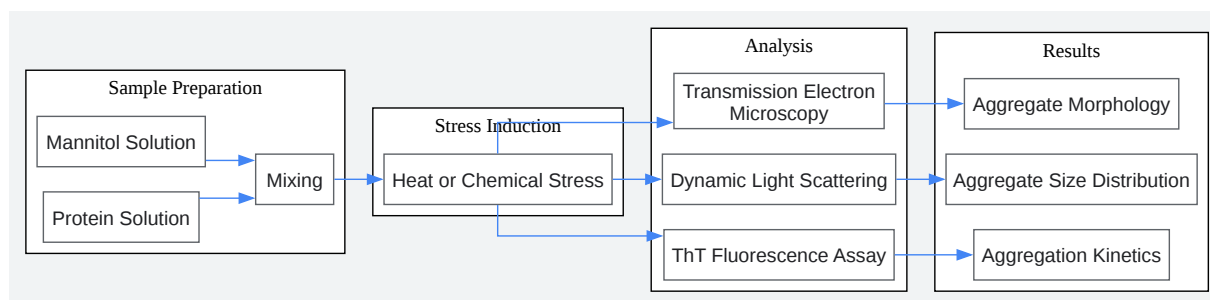 Sample Preparation
Mannitol Solution
Protein Solution
Mixing
Stress Induction
Heat or Chemical Stress
Analysis
Transmission Electron
Microscopy
Dynamic Light Scattering
ThT Fluorescence Assay
Results
Aggregate Morphology
Aggregate Size Distribution
Aggregation Kinetics